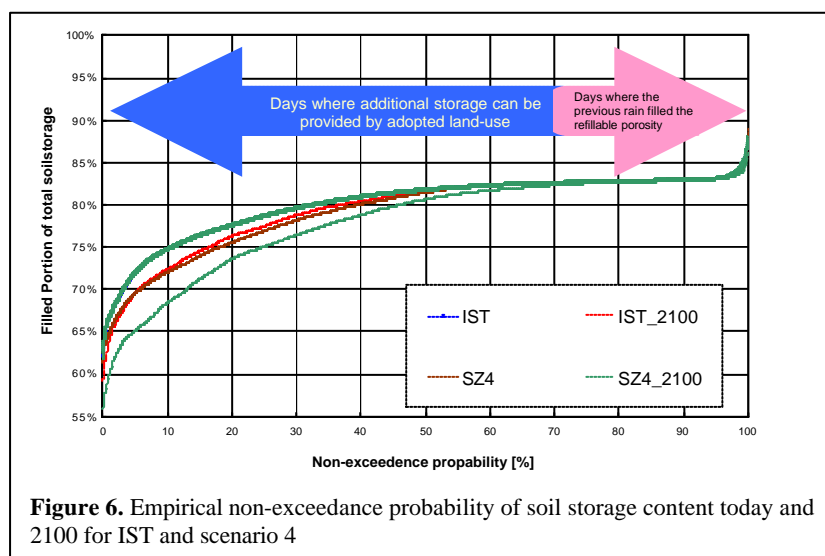 100%
95%
90%
85%
80%
75%
70%
65%
60%
55%
Filled Portion of total soilstorage
Days where additional storage can be
provided by adopted land-use
Days where the
previous rain filled the
refillable porosity
IST
IST_2100
SZ4
SZ4_2100
0 10 20 30 40 50 60 70 80 90 100
Non-exceedence propability [%]
Figure 6. Empirical non-exceedance probability of soil storage content today and
2100 for IST and scenario 4